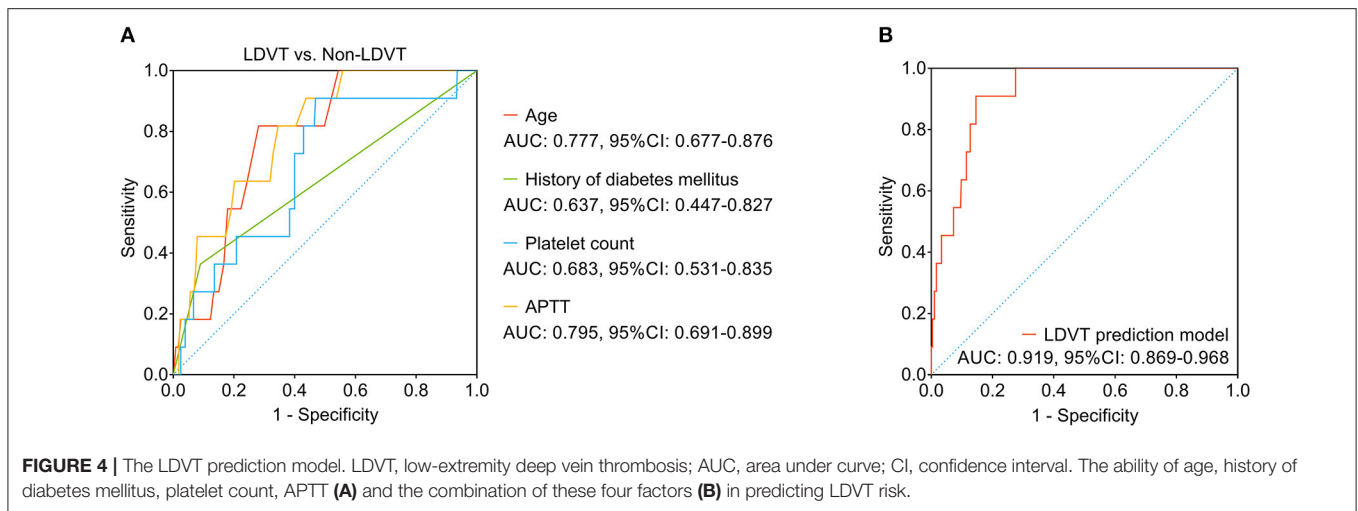 A
LDVT vs. Non-LDVT
1.0
0.8
0.6
0.4
0.2
0.0
Sensitivity
0.0 0.2 0.4 0.6 0.8 1.0
1 - Specificity
Age
AUC: 0.777, 95%CI: 0.677-0.876
History of diabetes mellitus
AUC: 0.637, 95%CI: 0.447-0.827
Platelet count
AUC: 0.683, 95%CI: 0.531-0.835
APTT
AUC: 0.795, 95%CI: 0.691-0.899
B
1.0
0.8
0.6
0.4
0.2
0.0
Sensitivity
LDVT prediction model
AUC: 0.919, 95%CI: 0.869-0.968
0.0 0.2 0.4 0.6 0.8 1.0
1 - Specificity
FIGURE 4 | The LDVT prediction model. LDVT, low-extremity deep vein thrombosis; AUC, area under curve; CI, confidence interval. The ability of age, history of
diabetes mellitus, platelet count, APTT (A) and the combination of these four factors (B) in predicting LDVT risk.